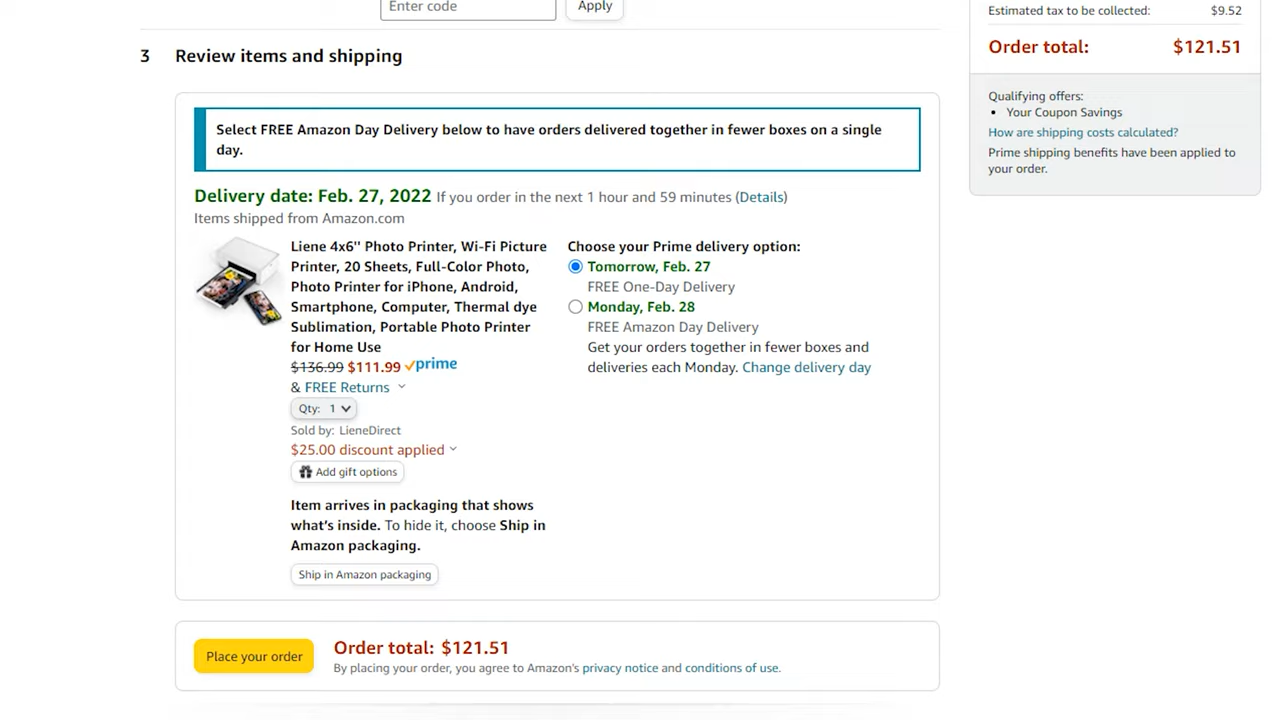 Enter code
Apply
Estimated tax to be collected: $9.52
Order total: $121.51
Qualifying offers:
• Your Coupon Savings
How are shipping costs calculated?
Prime shipping benefits have been applied to
your order.
3 Review items and shipping
Select FREE Amazon Day Delivery below to have orders delivered together in fewer boxes on a single
day.
Delivery date: Feb. 27, 2022 If you order in the next 1 hour and 59 minutes (Details)
Items shipped from Amazon.com
Liene 4x6'' Photo Printer, Wi-Fi Picture
Printer, 20 Sheets, Full-Color Photo,
Photo Printer for iPhone, Android,
Smartphone, Computer, Thermal dye
Sublimation, Portable Photo Printer
for Home Use
$136.99 $111.99 prime
& FREE Returns
Qty: 1
Sold by: LieneDirect
$25.00 discount applied
Add gift options
Item arrives in packaging that shows
what's inside. To hide it, choose Ship in
Amazon packaging.
Ship in Amazon packaging
Choose your Prime delivery option:
Tomorrow, Feb. 27
FREE One-Day Delivery
Monday, Feb. 28
FREE Amazon Day Delivery
Get your orders together in fewer boxes and
deliveries each Monday. Change delivery day
Place your order
Order total: $121.51
By placing your order, you agree to Amazon's privacy notice and conditions of use.